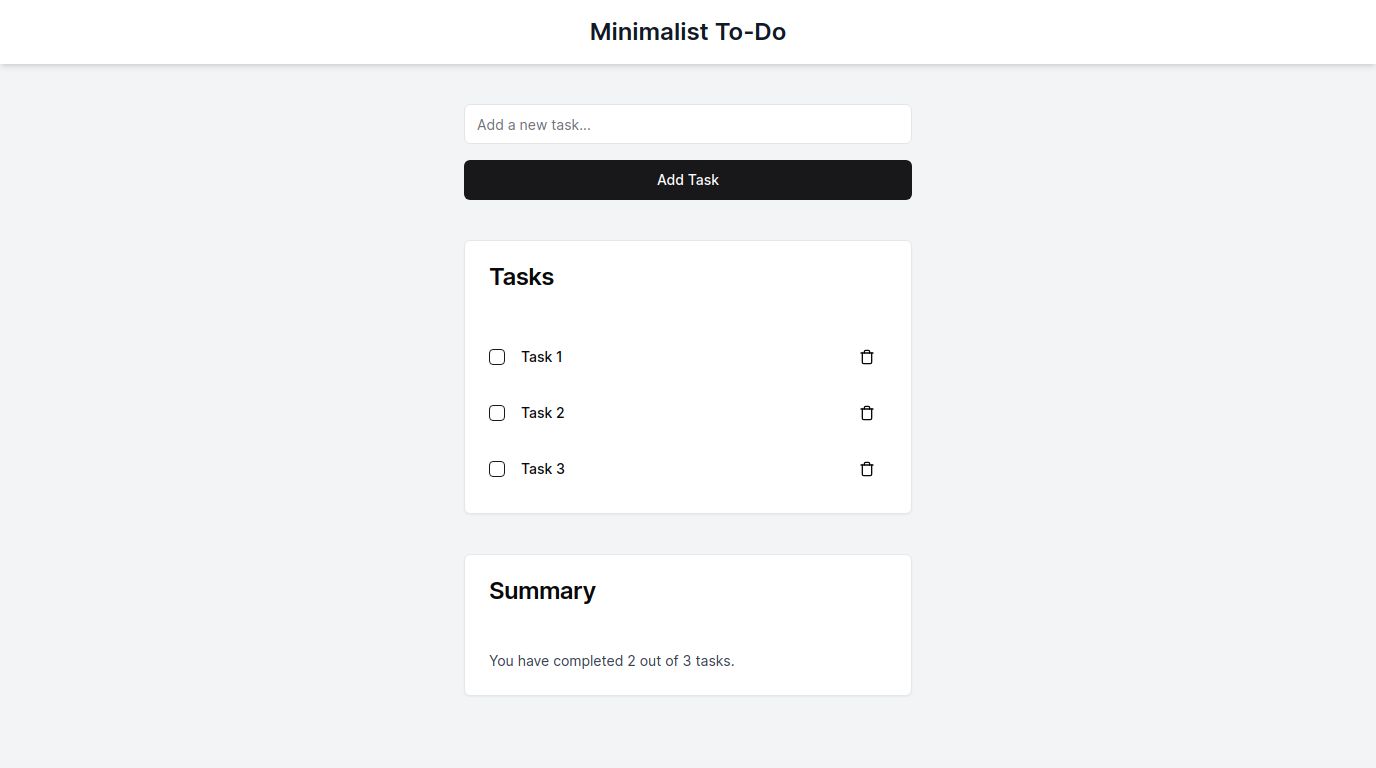 Minimalist To-Do
Add a new task...
Add Task
Tasks
Task 1
Task 2
Task 3
Summary
You have completed 2 out of 3 tasks.